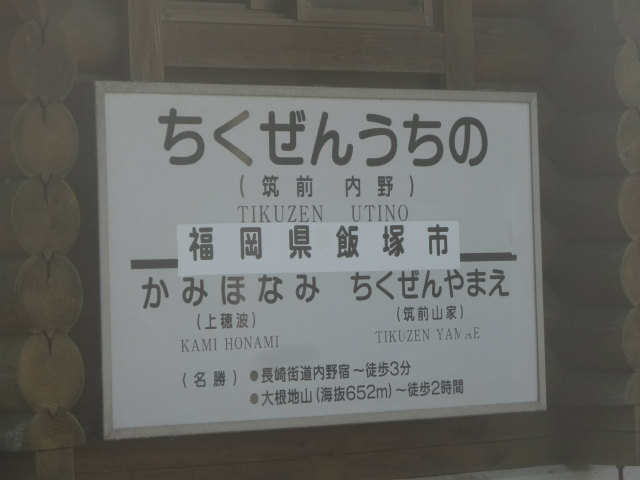 ちくぜんうちの
(筑前 内野)
TIKUZEN UTINO
福岡県飯塚市
かみほなみ ちくぜんやまえ
(上穂波) (筑前山家)
KAMI HONAMI TIKUZEN YAMAE
(名勝) ●長崎街道内野宿～徒歩3分
●大根地山(海抜652m)～徒歩2時間